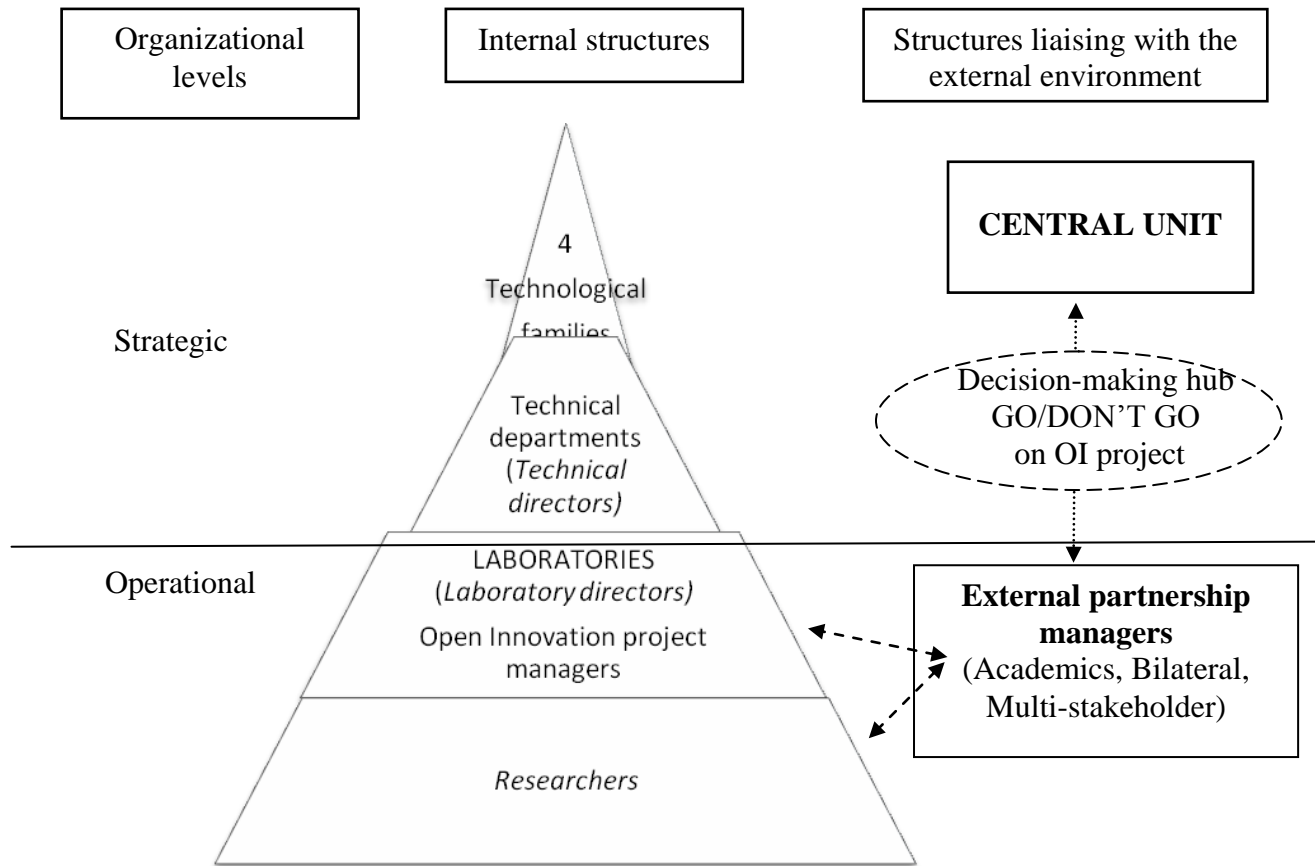 Organizational
levels
Internal structures
Structures liaising with the
external environment
4
Technological
families
CENTRAL UNIT
Strategic
Decision-making hub
GO/DON’T GO
on OI project
Technical
departments
(Technical
directors)
Operational
LABORATORIES
(Laboratory directors)
Open Innovation project
managers
External partnership
managers
(Academics, Bilateral,
Multi-stakeholder)
Researchers